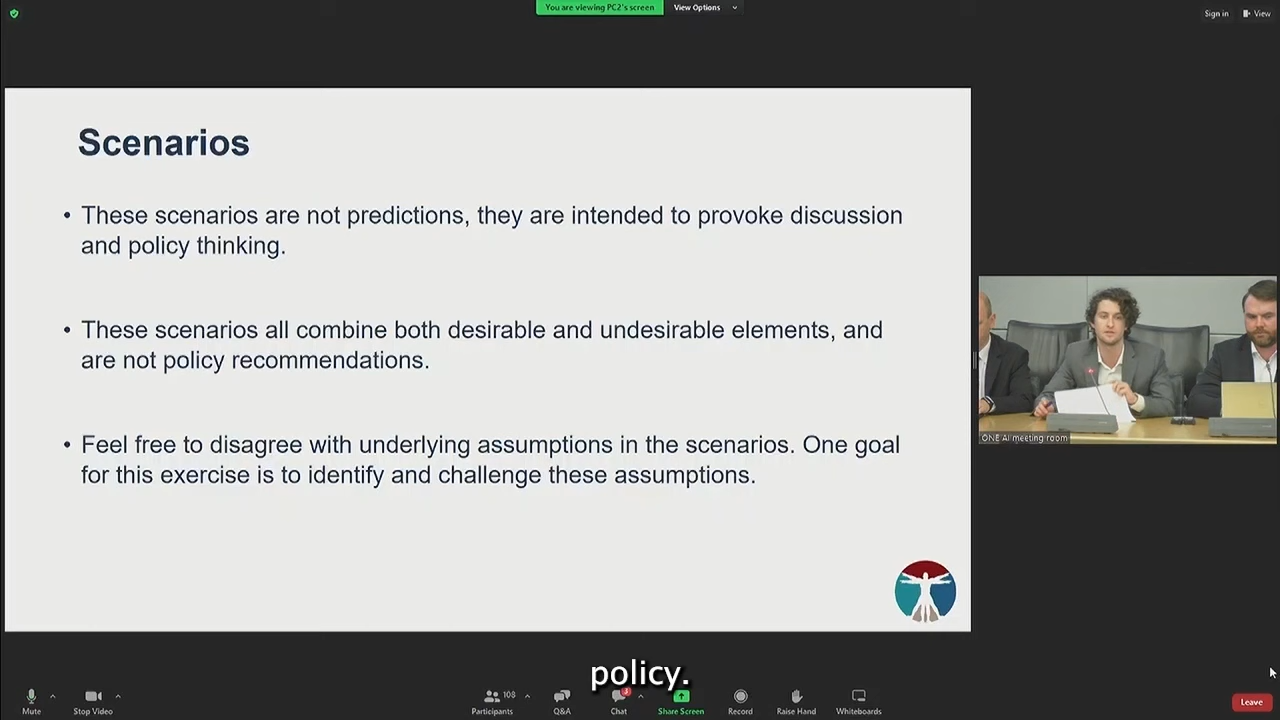 You are viewing PC2's screen
View Options
Sign in
View
Scenarios
• These scenarios are not predictions, they are intended to provoke discussion
and policy thinking.
• These scenarios all combine both desirable and undesirable elements, and
are not policy recommendations.
• Feel free to disagree with underlying assumptions in the scenarios. One goal
for this exercise is to identify and challenge these assumptions.
ONE AI meeting room
policy.
Mute
Stop Video
108
Participants
Q&A
3
Chat
Share Screen
Record
Raise Hand
Whiteboards
Leave